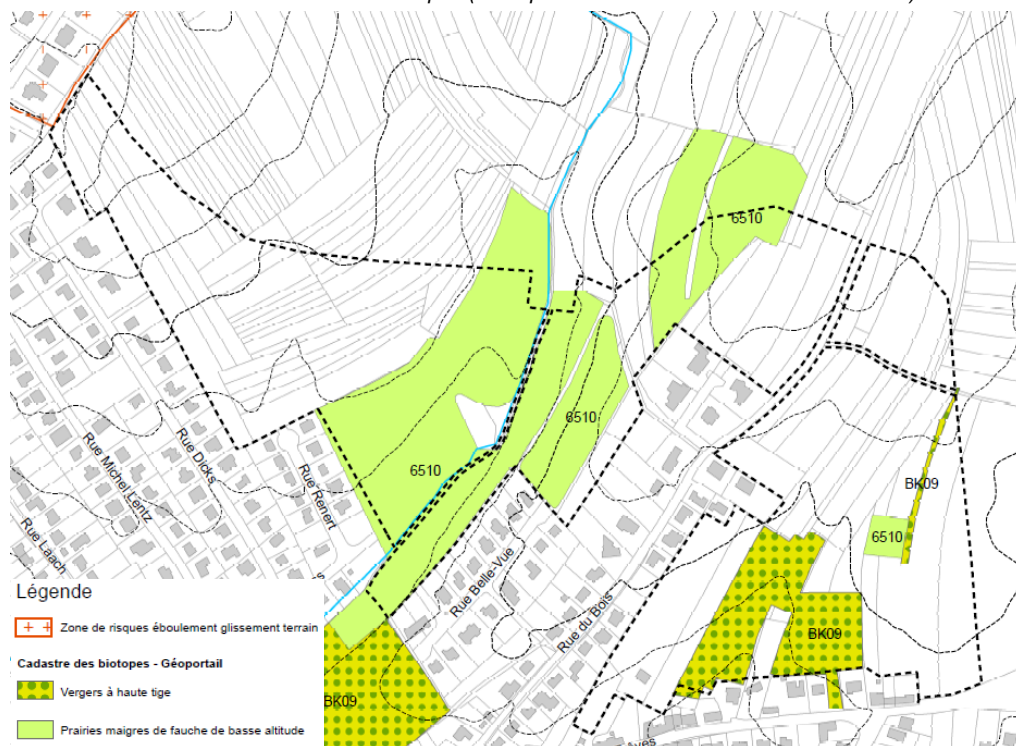 6510
6510
6510
BK09
6510
BK09
BK09
Rue Michel Lentz
Rue Dicks
Rue Renert
Rue Laach
Rue Belle-Vue
Rue du Bois
Légende
Zone de risques éboulement glissement terrain
Cadastre des biotopes - Géoportail
Vergers à haute tige
Prairies maigres de fauche de basse altitude